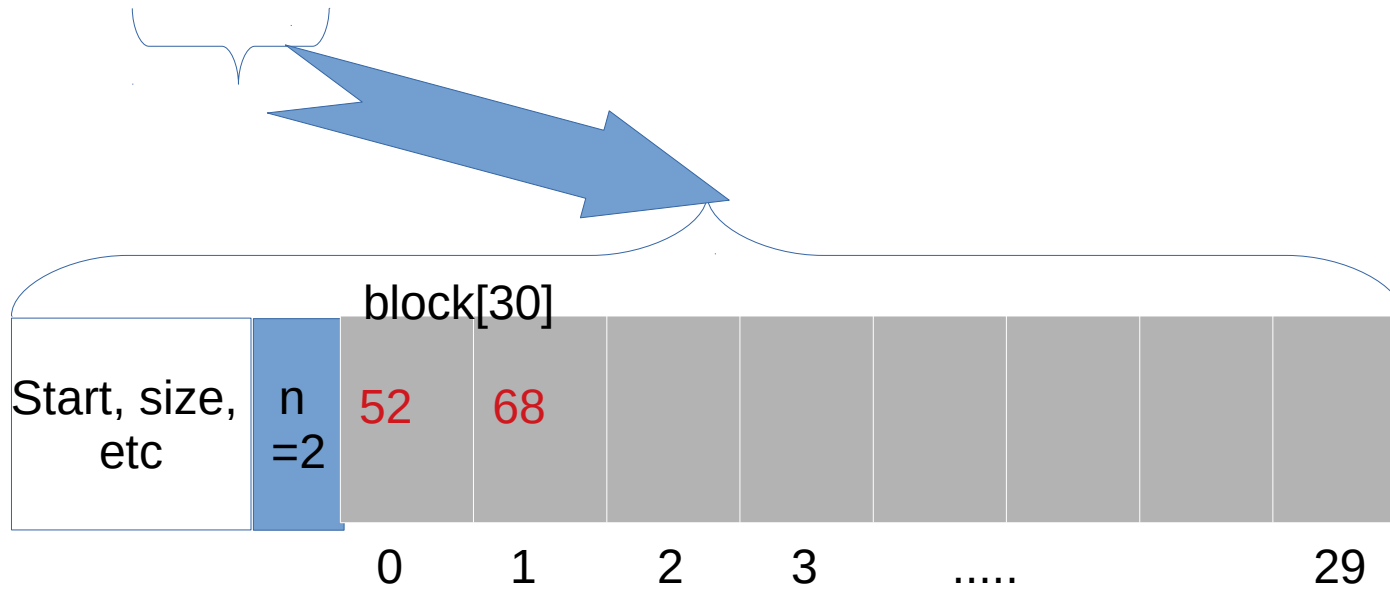 block[30]
Start, size,
etc
n
=2
52 68
0 1 2 3 ..... 29